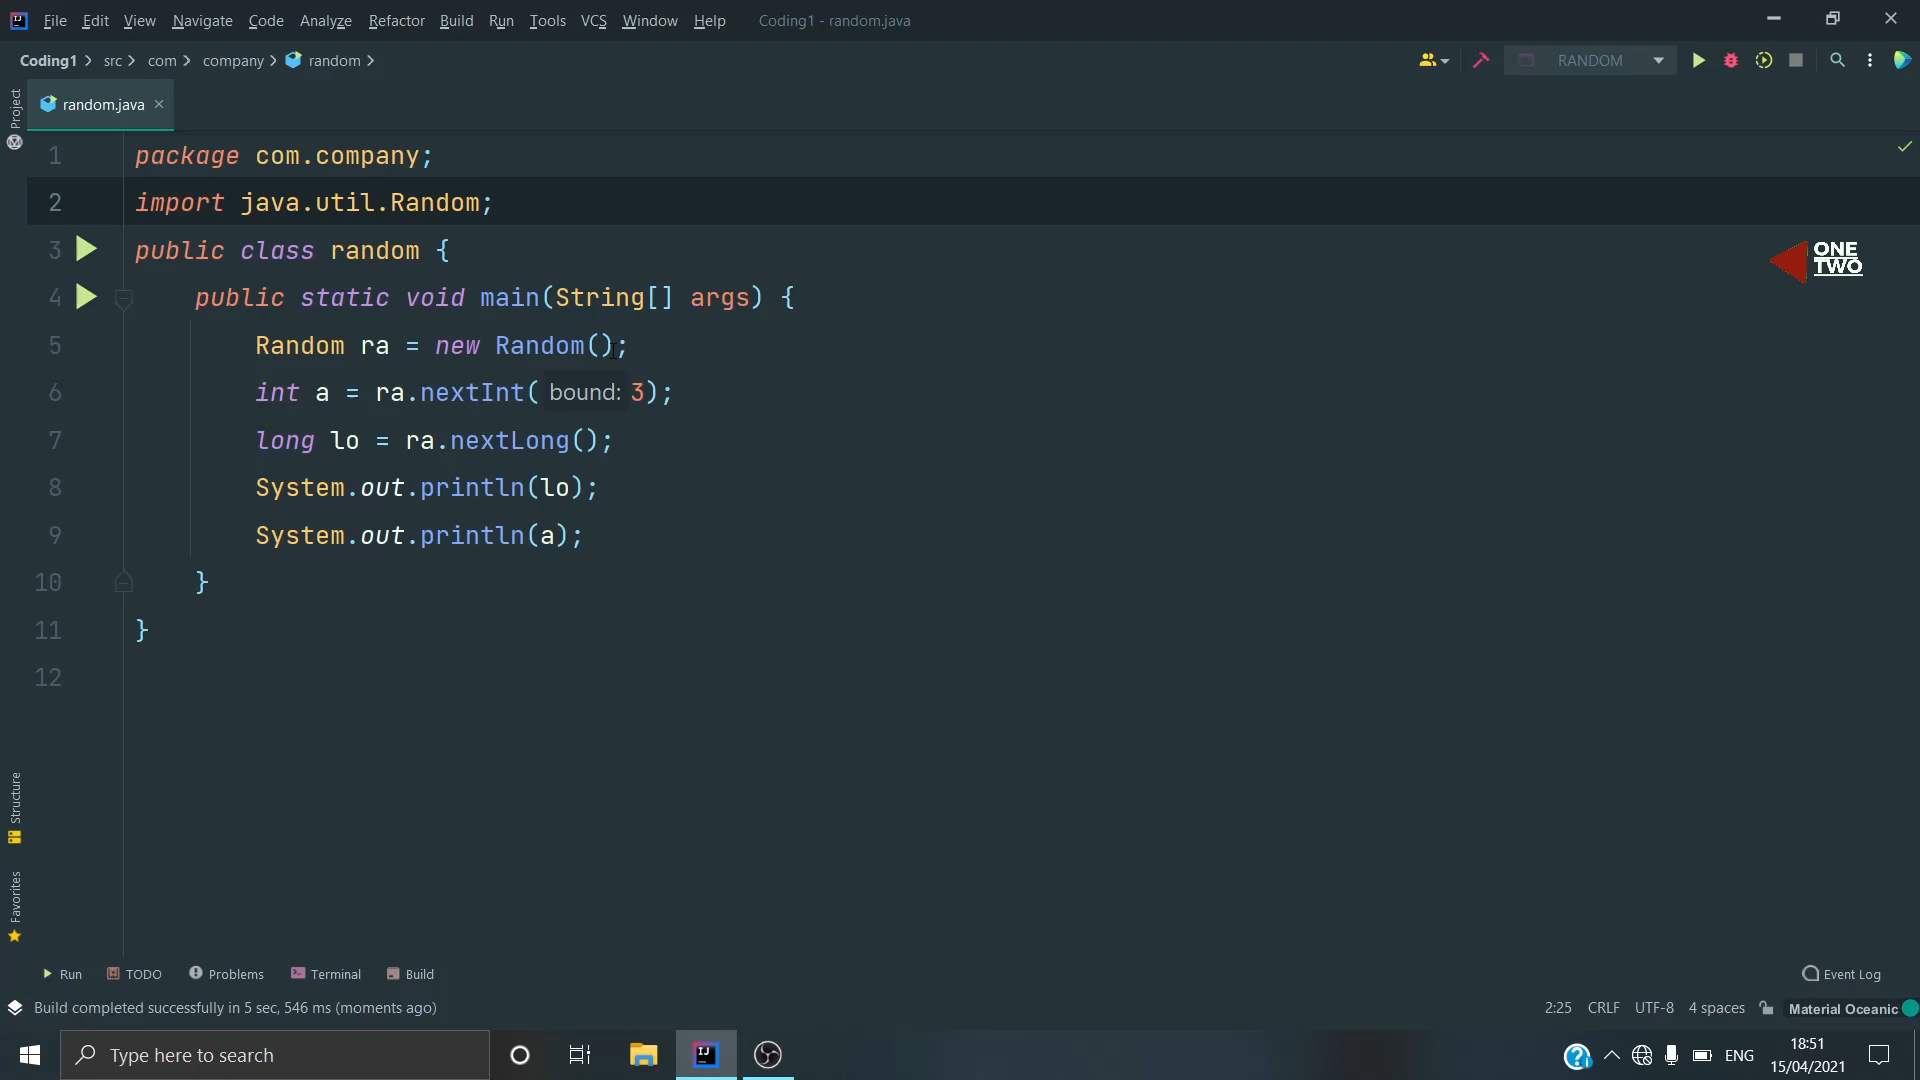 File Edit View Navigate Code Analyze Refactor Build Run Tools VCS Window Help Coding1 - random.java
Coding1 src com company random RANDOM
Project
random.java
1 package com.company;
2 import java.util.Random;
3 public class random {
4 public static void main(String[] args) {
5 Random ra = new Random();
6 int a = ra.nextInt( bound: 3);
7 long lo = ra.nextLong();
8 System.out.println(lo);
9 System.out.println(a);
10 }
11 }
12
ONE
TWO
Structure
Favorites
Run TODO Problems Terminal Build Event Log
Build completed successfully in 5 sec, 546 ms (moments ago) 2:25 CRLF UTF-8 4 spaces Material Oceanic
Type here to search ENG 18:51
15/04/2021